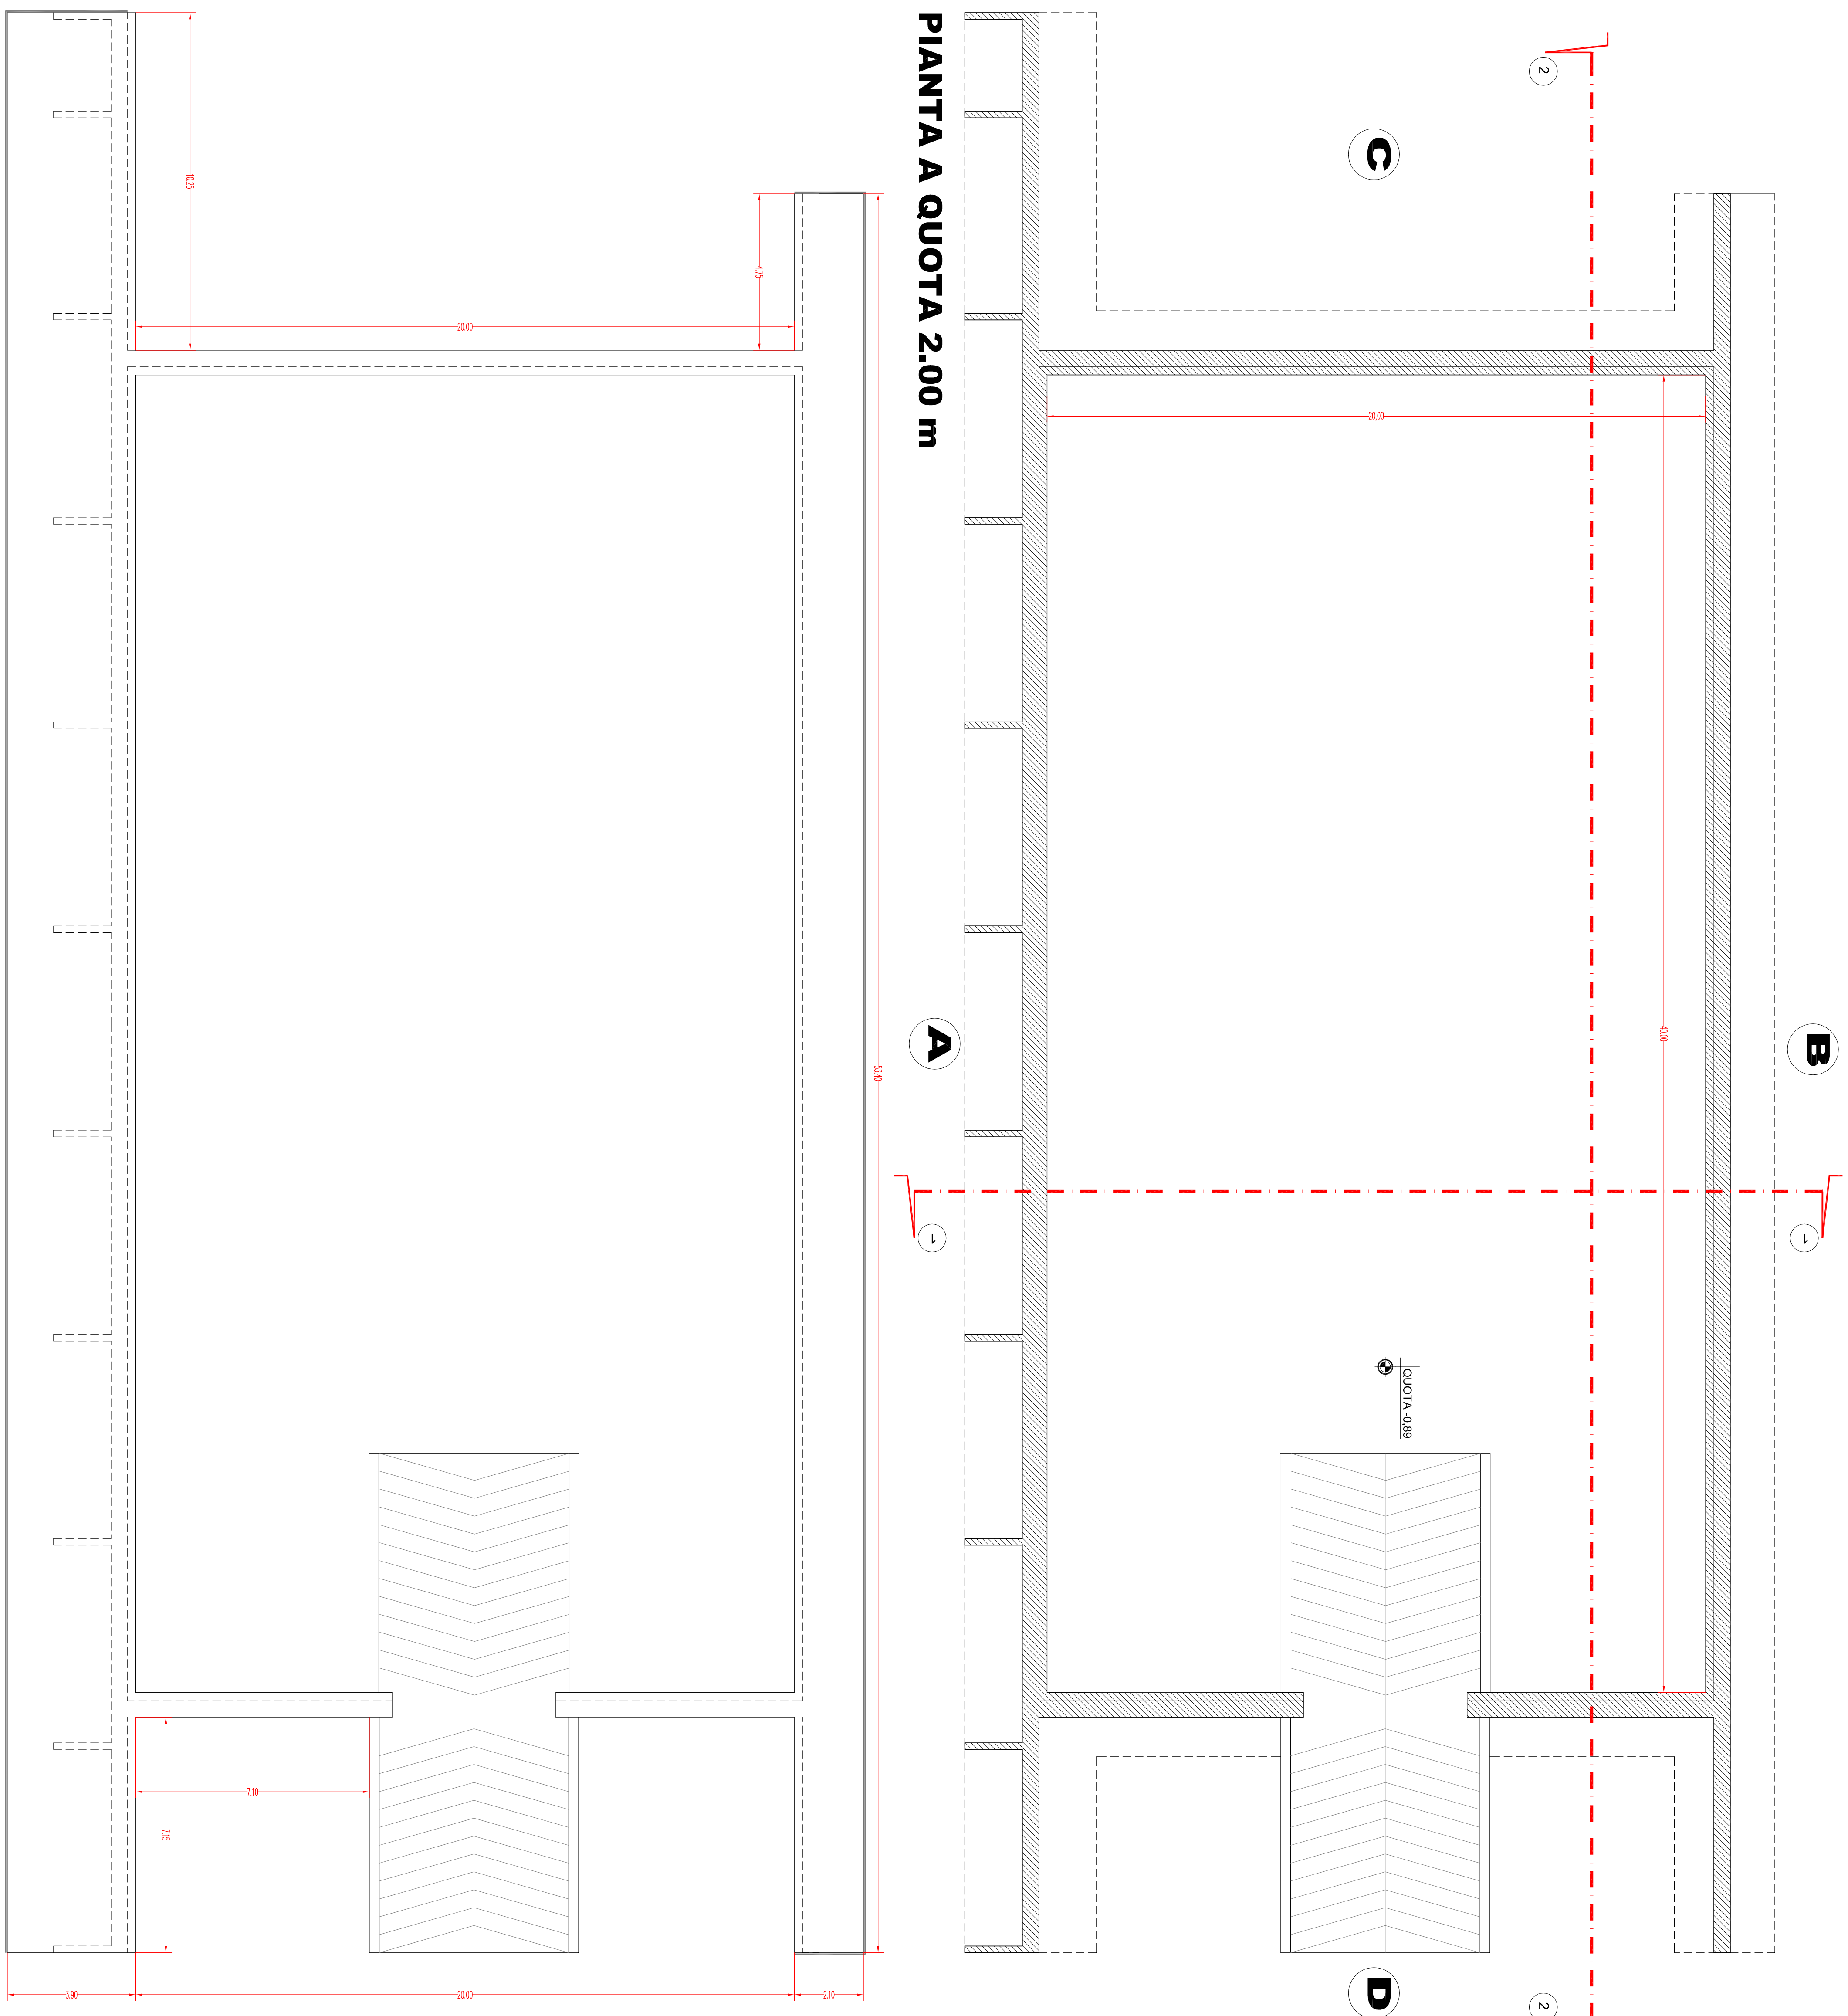 B
1
1
2
2
40.00
QUOTA -0,89
C
D
20,00
A
PIANTA A QUOTA 2.00 m
53.40
2.10
4.75
20.00
20.00
7.10
10.25
7.15
3.90